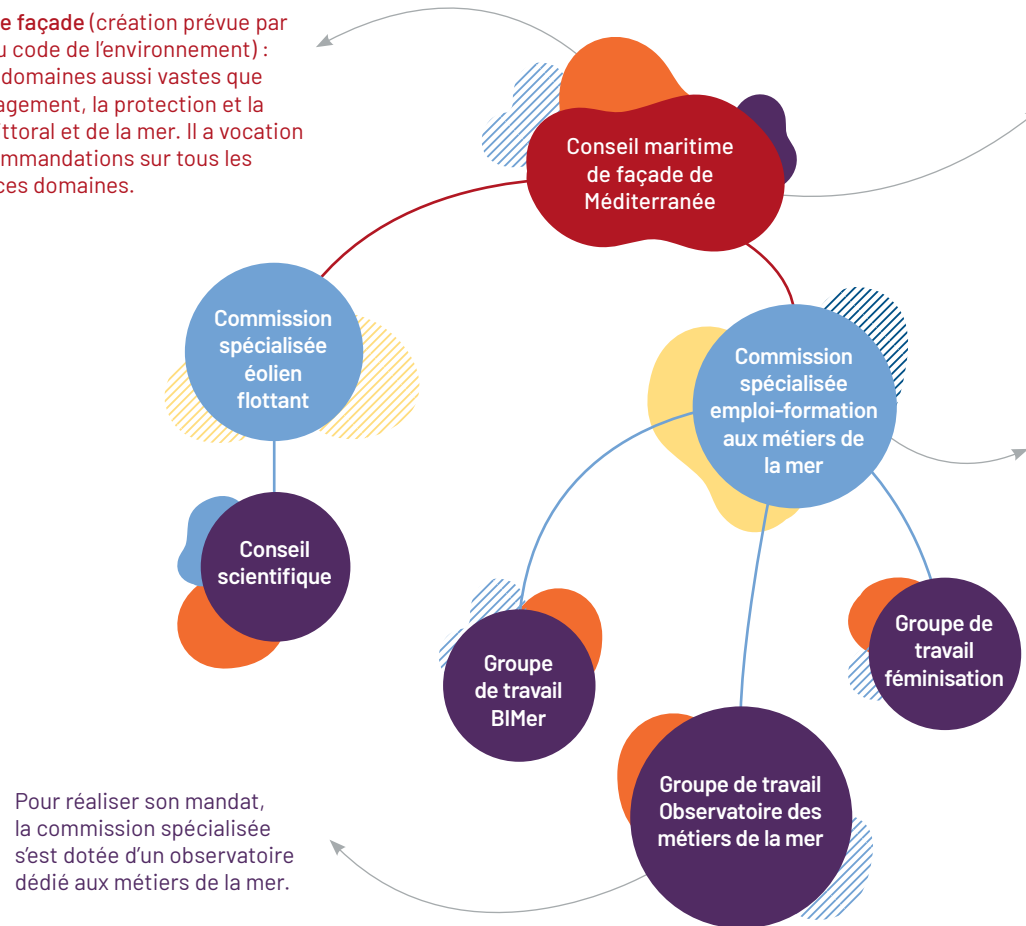 e façade (création prévue par
u code de l'environnement) :
domaines aussi vastes que
agement, la protection et la
ittoral et de la mer. Il a vocation
ommandations sur tous les
ces domaines.
Conseil maritime
de façade de
Méditerranée
Commission
spécialisée
éolien
flottant
Commission
spécialisée
emploi-formation
aux métiers de
la mer
Conseil
scientifique
Groupe
de travail
BIMer
Groupe de
travail
féminisation
Groupe de travail
Observatoire des
métiers de la mer
Pour réaliser son mandat,
la commission spécialisée
s'est dotée d'un observatoire
dédié aux métiers de la mer.